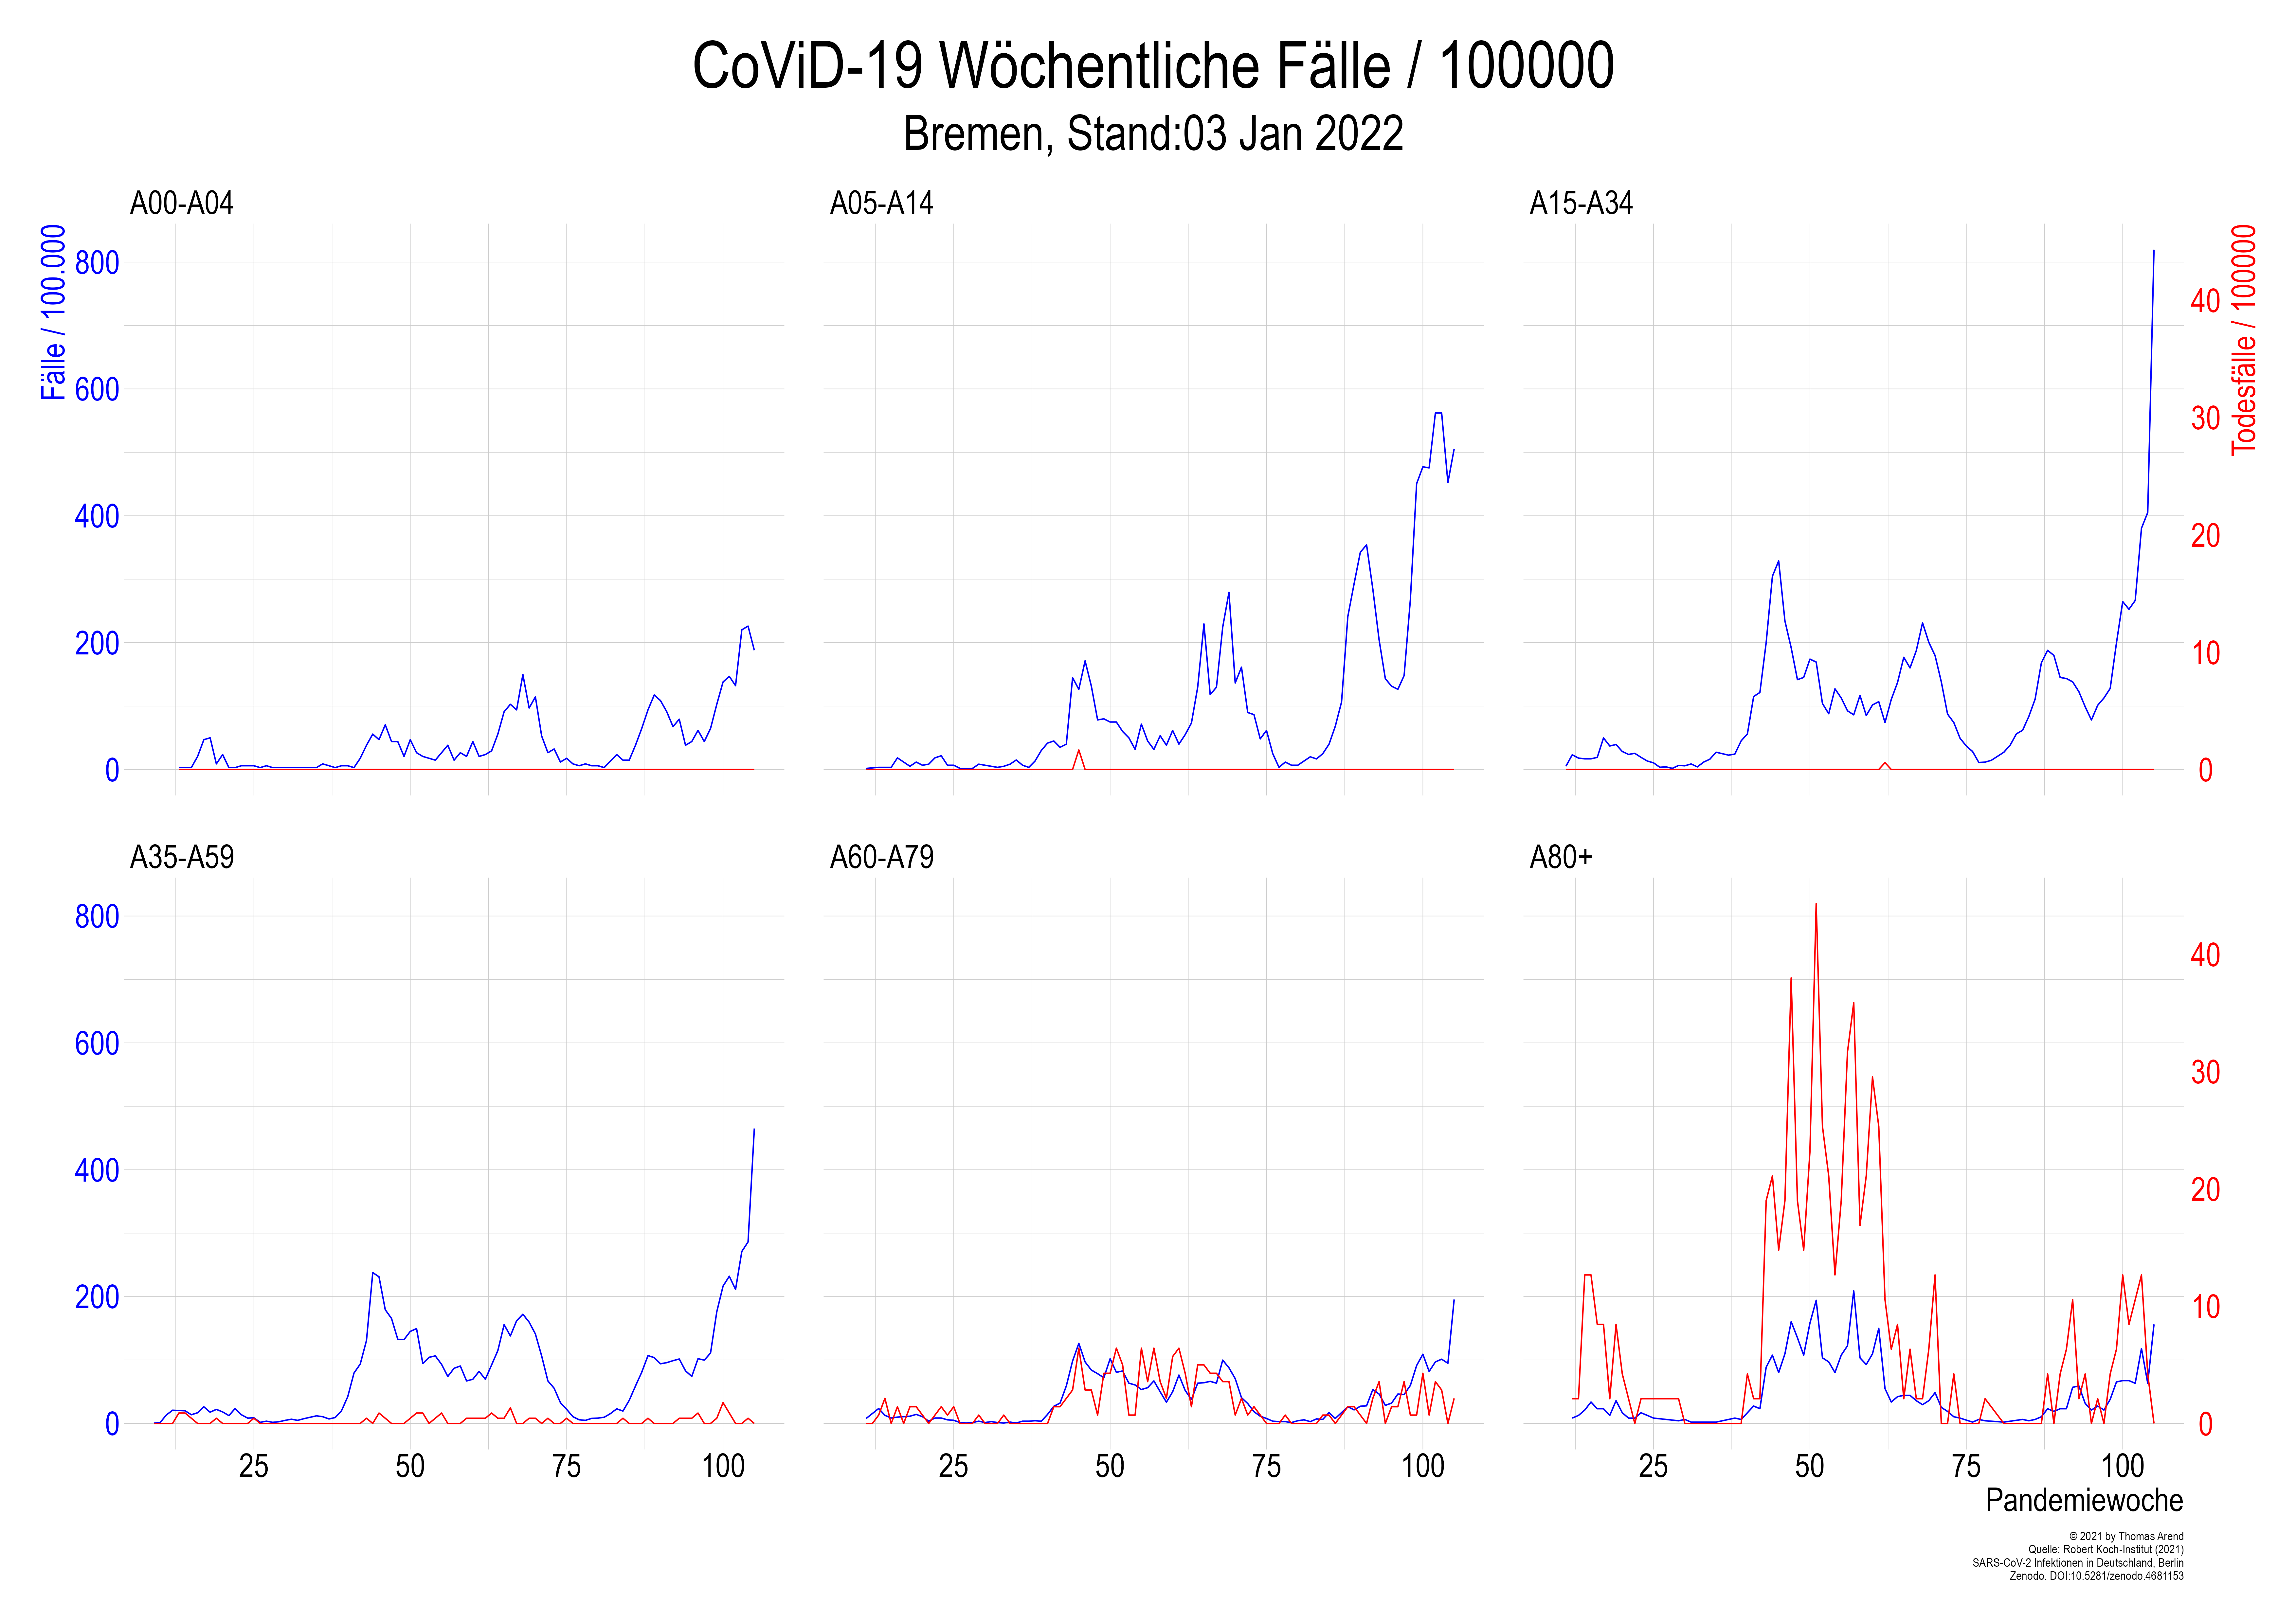 CoViD-19 Wöchentliche Fälle / 100000
Bremen, Stand:03 Jan 2022
A00-A04
A05-A14
A15-A34
Fälle / 100.000
800
600
400
200
0
Todesfälle / 100000
40
30
20
10
0
A35-A59
A60-A79
A80+
800
600
400
200
0
40
30
20
10
0
25 50 75 100
25 50 75 100
25 50 75 100
Pandemiewoche
© 2021 by Thomas Arend
Quelle: Robert Koch-Institut (2021)
SARS-CoV-2 Infektionen in Deutschland, Berlin
Zenodo. DOI:10.5281/zenodo.4681153